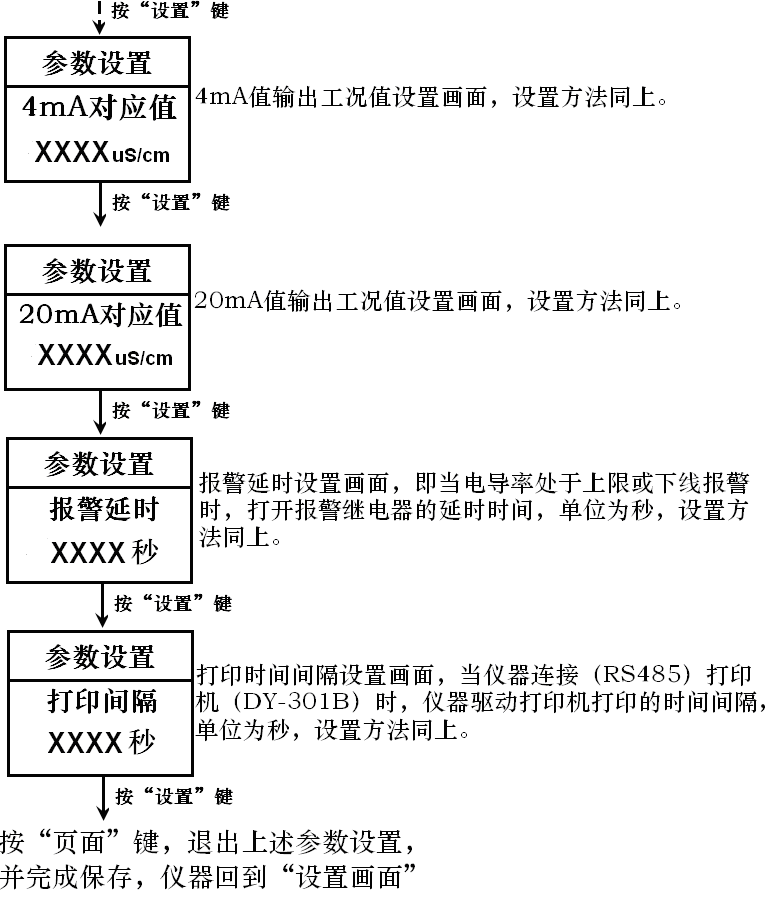 按“设置”键
参数设置
4mA对应值
XXXXuS/cm
4mA值输出工况值设置画面，设置方法同上。
按“设置”键
参数设置
20mA对应值
XXXXuS/cm
20mA值输出工况值设置画面，设置方法同上。
按“设置”键
参数设置
报警延时
XXXX秒
报警延时设置画面，即当电导率处于上限或下线报警
时，打开报警继电器的延时时间，单位为秒，设置方
法同上。
按“设置”键
参数设置
打印间隔
XXXX秒
打印时间间隔设置画面，当仪器连接（RS485）打印
机（DY-301B）时，仪器驱动打印机打印的时间间隔，
单位为秒，设置方法同上。
按“设置”键
按“页面”键，退出上述参数设置，
并完成保存，仪器回到“设置画面”